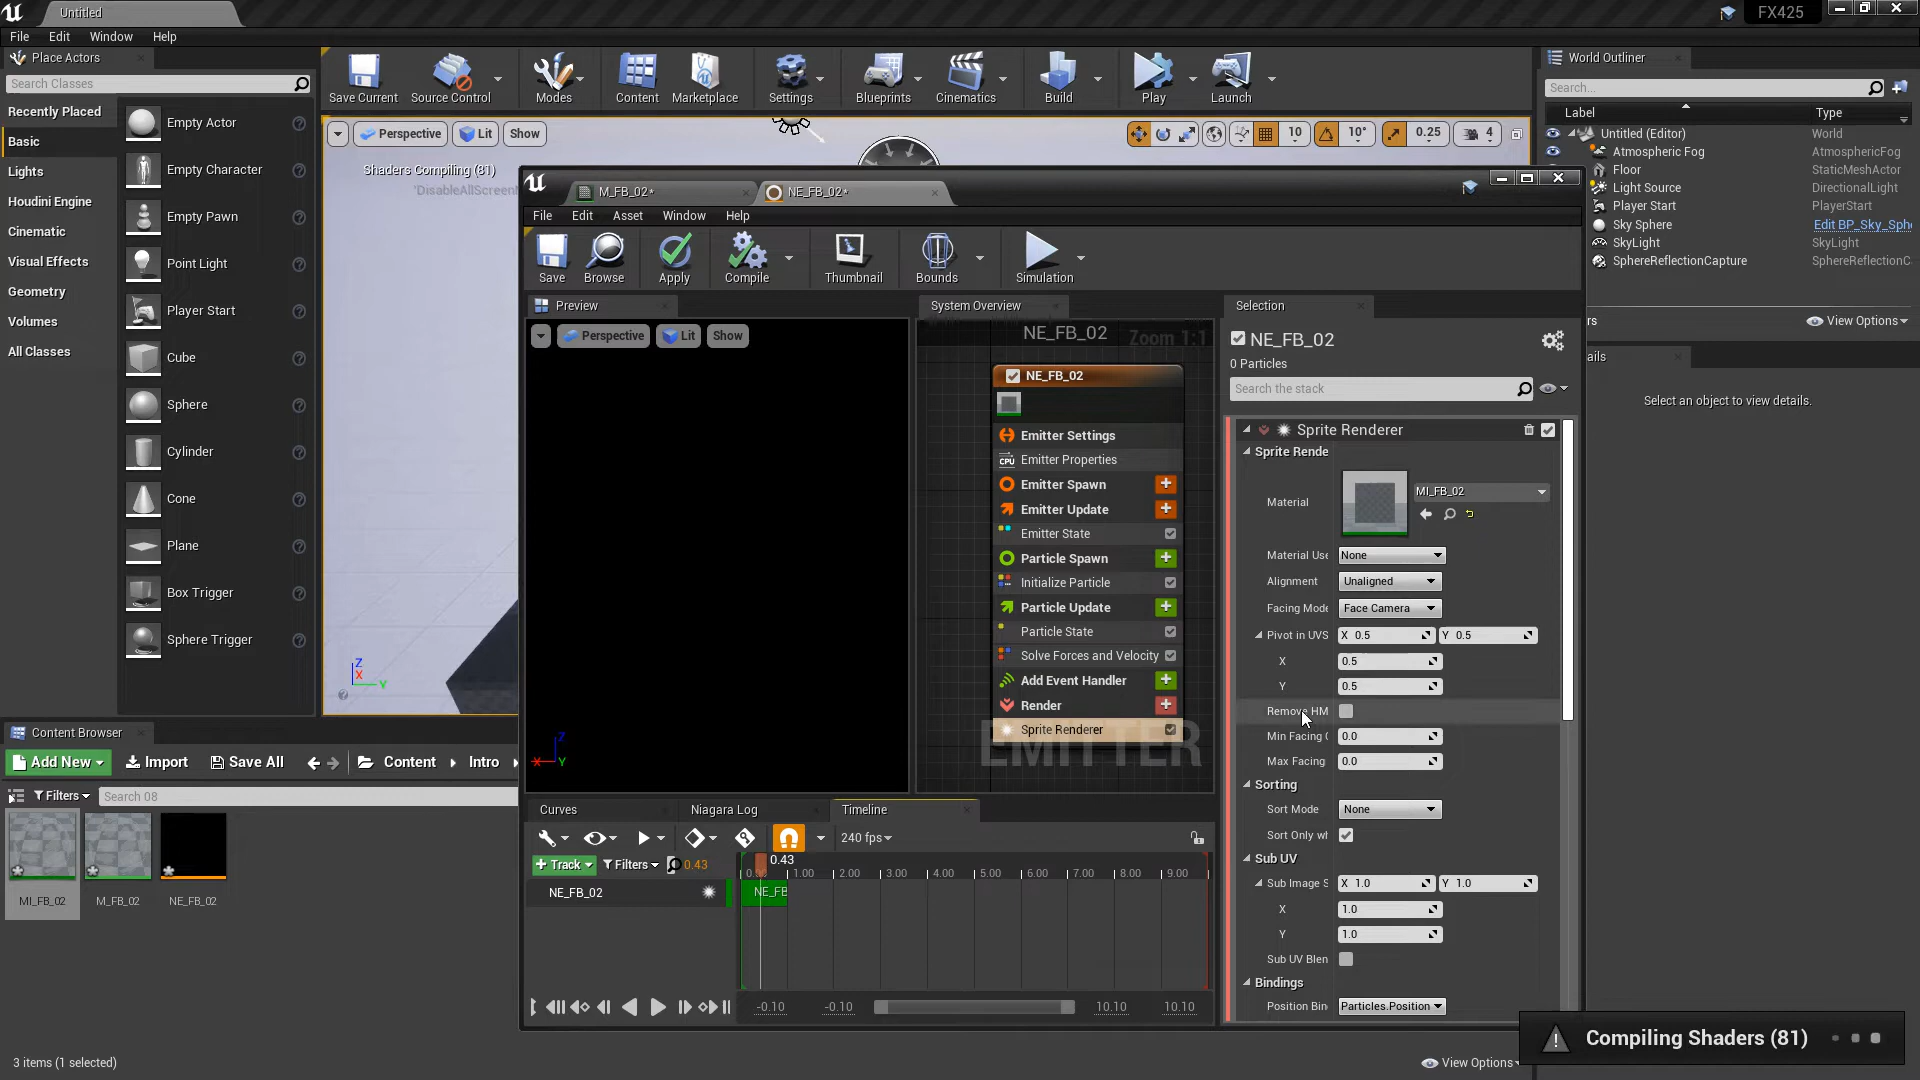 Untitled
FX425
File
Edit
Window
Help
Place Actors
World Outliner
Search Classes
Search...
Recently Placed
Basic
Lights
Houdini Engine
Cinematic
Visual Effects
Geometry
Volumes
All Classes
Empty Actor
Empty Character
Empty Pawn
Point Light
Player Start
Cube
Sphere
Cylinder
Cone
Plane
Box Trigger
Sphere Trigger
Save Current
Source Control
Modes
Content
Marketplace
Settings
Blueprints
Cinematics
Build
Play
Launch
Perspective
Lit
Show
10
10°
0.25
4
Shaders Compiling (81)
'DisableAllScreenM
Label
Type
Untitled (Editor)
World
Atmospheric Fog
AtmosphericFog
Floor
StaticMeshActor
Light Source
DirectionalLight
Player Start
PlayerStart
Sky Sphere
Edit BP_Sky_Sph
SkyLight
SkyLight
SphereReflectionCapture
SphereReflectionC
rs
View Options
ails
Select an object to view details.
M_FB_02*
NE_FB_02*
File
Edit
Asset
Window
Help
Save
Browse
Apply
Compile
Thumbnail
Bounds
Simulation
Preview
System Overview
Selection
Perspective
Lit
Show
NE_FB_02
Zoom 1:1
NE_FB_02
Emitter Settings
CPU
Emitter Properties
Emitter Spawn
Emitter Update
Emitter State
Particle Spawn
Initialize Particle
Particle Update
Particle State
Solve Forces and Velocity
Add Event Handler
Render
Sprite Renderer
EMITTER
NE_FB_02
0 Particles
Search the stack
Sprite Renderer
Sprite Rende
Material
MI_FB_02
Material Use
None
Alignment
Unaligned
Facing Mode
Face Camera
Pivot in UVS
X 0.5
Y 0.5
X
0.5
Y
0.5
Remove HM
Min Facing C
0.0
Max Facing
0.0
Sorting
Sort Mode
None
Sort Only wh
Sub UV
Sub Image S
X 1.0
Y 1.0
X
1.0
Y
1.0
Sub UV Blen
Bindings
Position Bin
Particles.Position
Z
X
Y
Z
X
Y
Curves
Niagara Log
Timeline
240 fps
Track
Filters
0.43
0.43
1.00
2.00
3.00
4.00
5.00
6.00
7.00
8.00
9.00
NE_FB_02
NE_FB
-0.10
-0.10
10.10
10.10
Content Browser
Add New
Import
Save All
Content
Intro
Filters
Search 08
MI_FB_02
M_FB_02
NE_FB_02
3 items (1 selected)
View Options
Compiling Shaders (81)